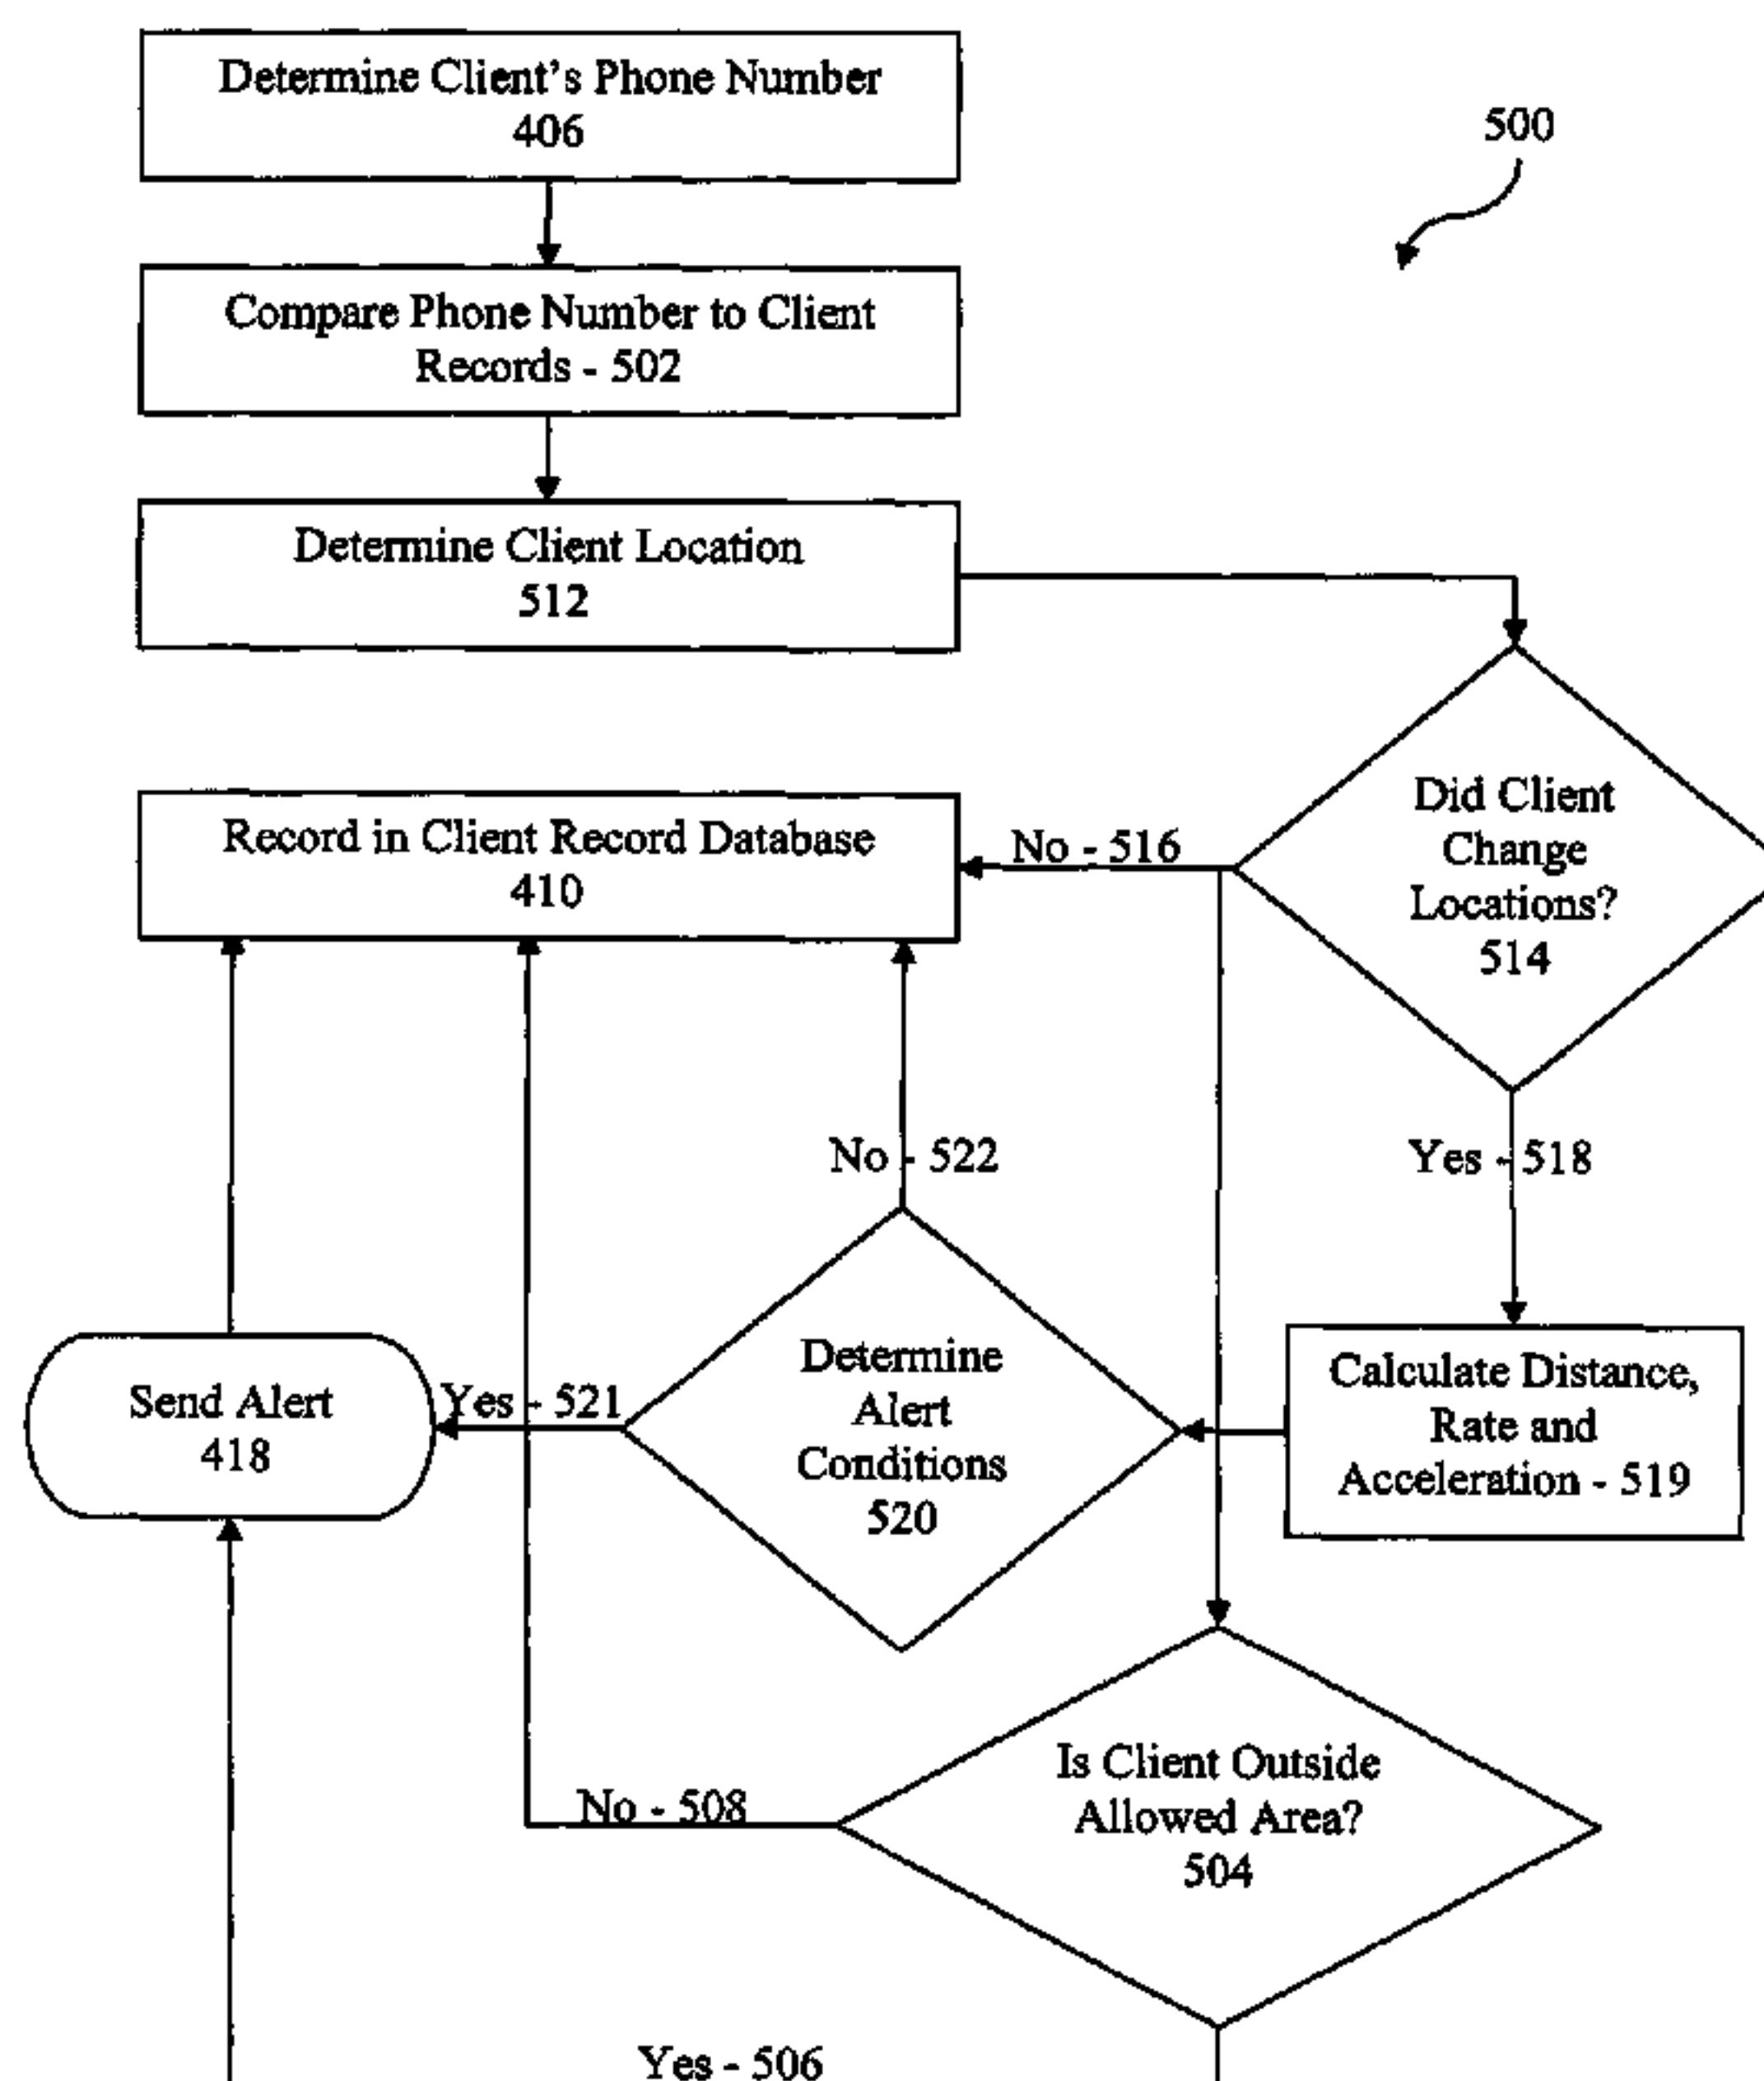 Determine Client's Phone Number
406
500
Compare Phone Number to Client
Records - 502
Determine Client Location
512
Did Client
Change
Locations?
514
Record in Client Record Database
410
No - 516
No - 522
Yes - 518
Determine
Alert
Conditions
520
Calculate Distance,
Rate and
Acceleration - 519
Send Alert
418
Yes - 521
Is Client Outside
Allowed Area?
504
No - 508
Yes - 506